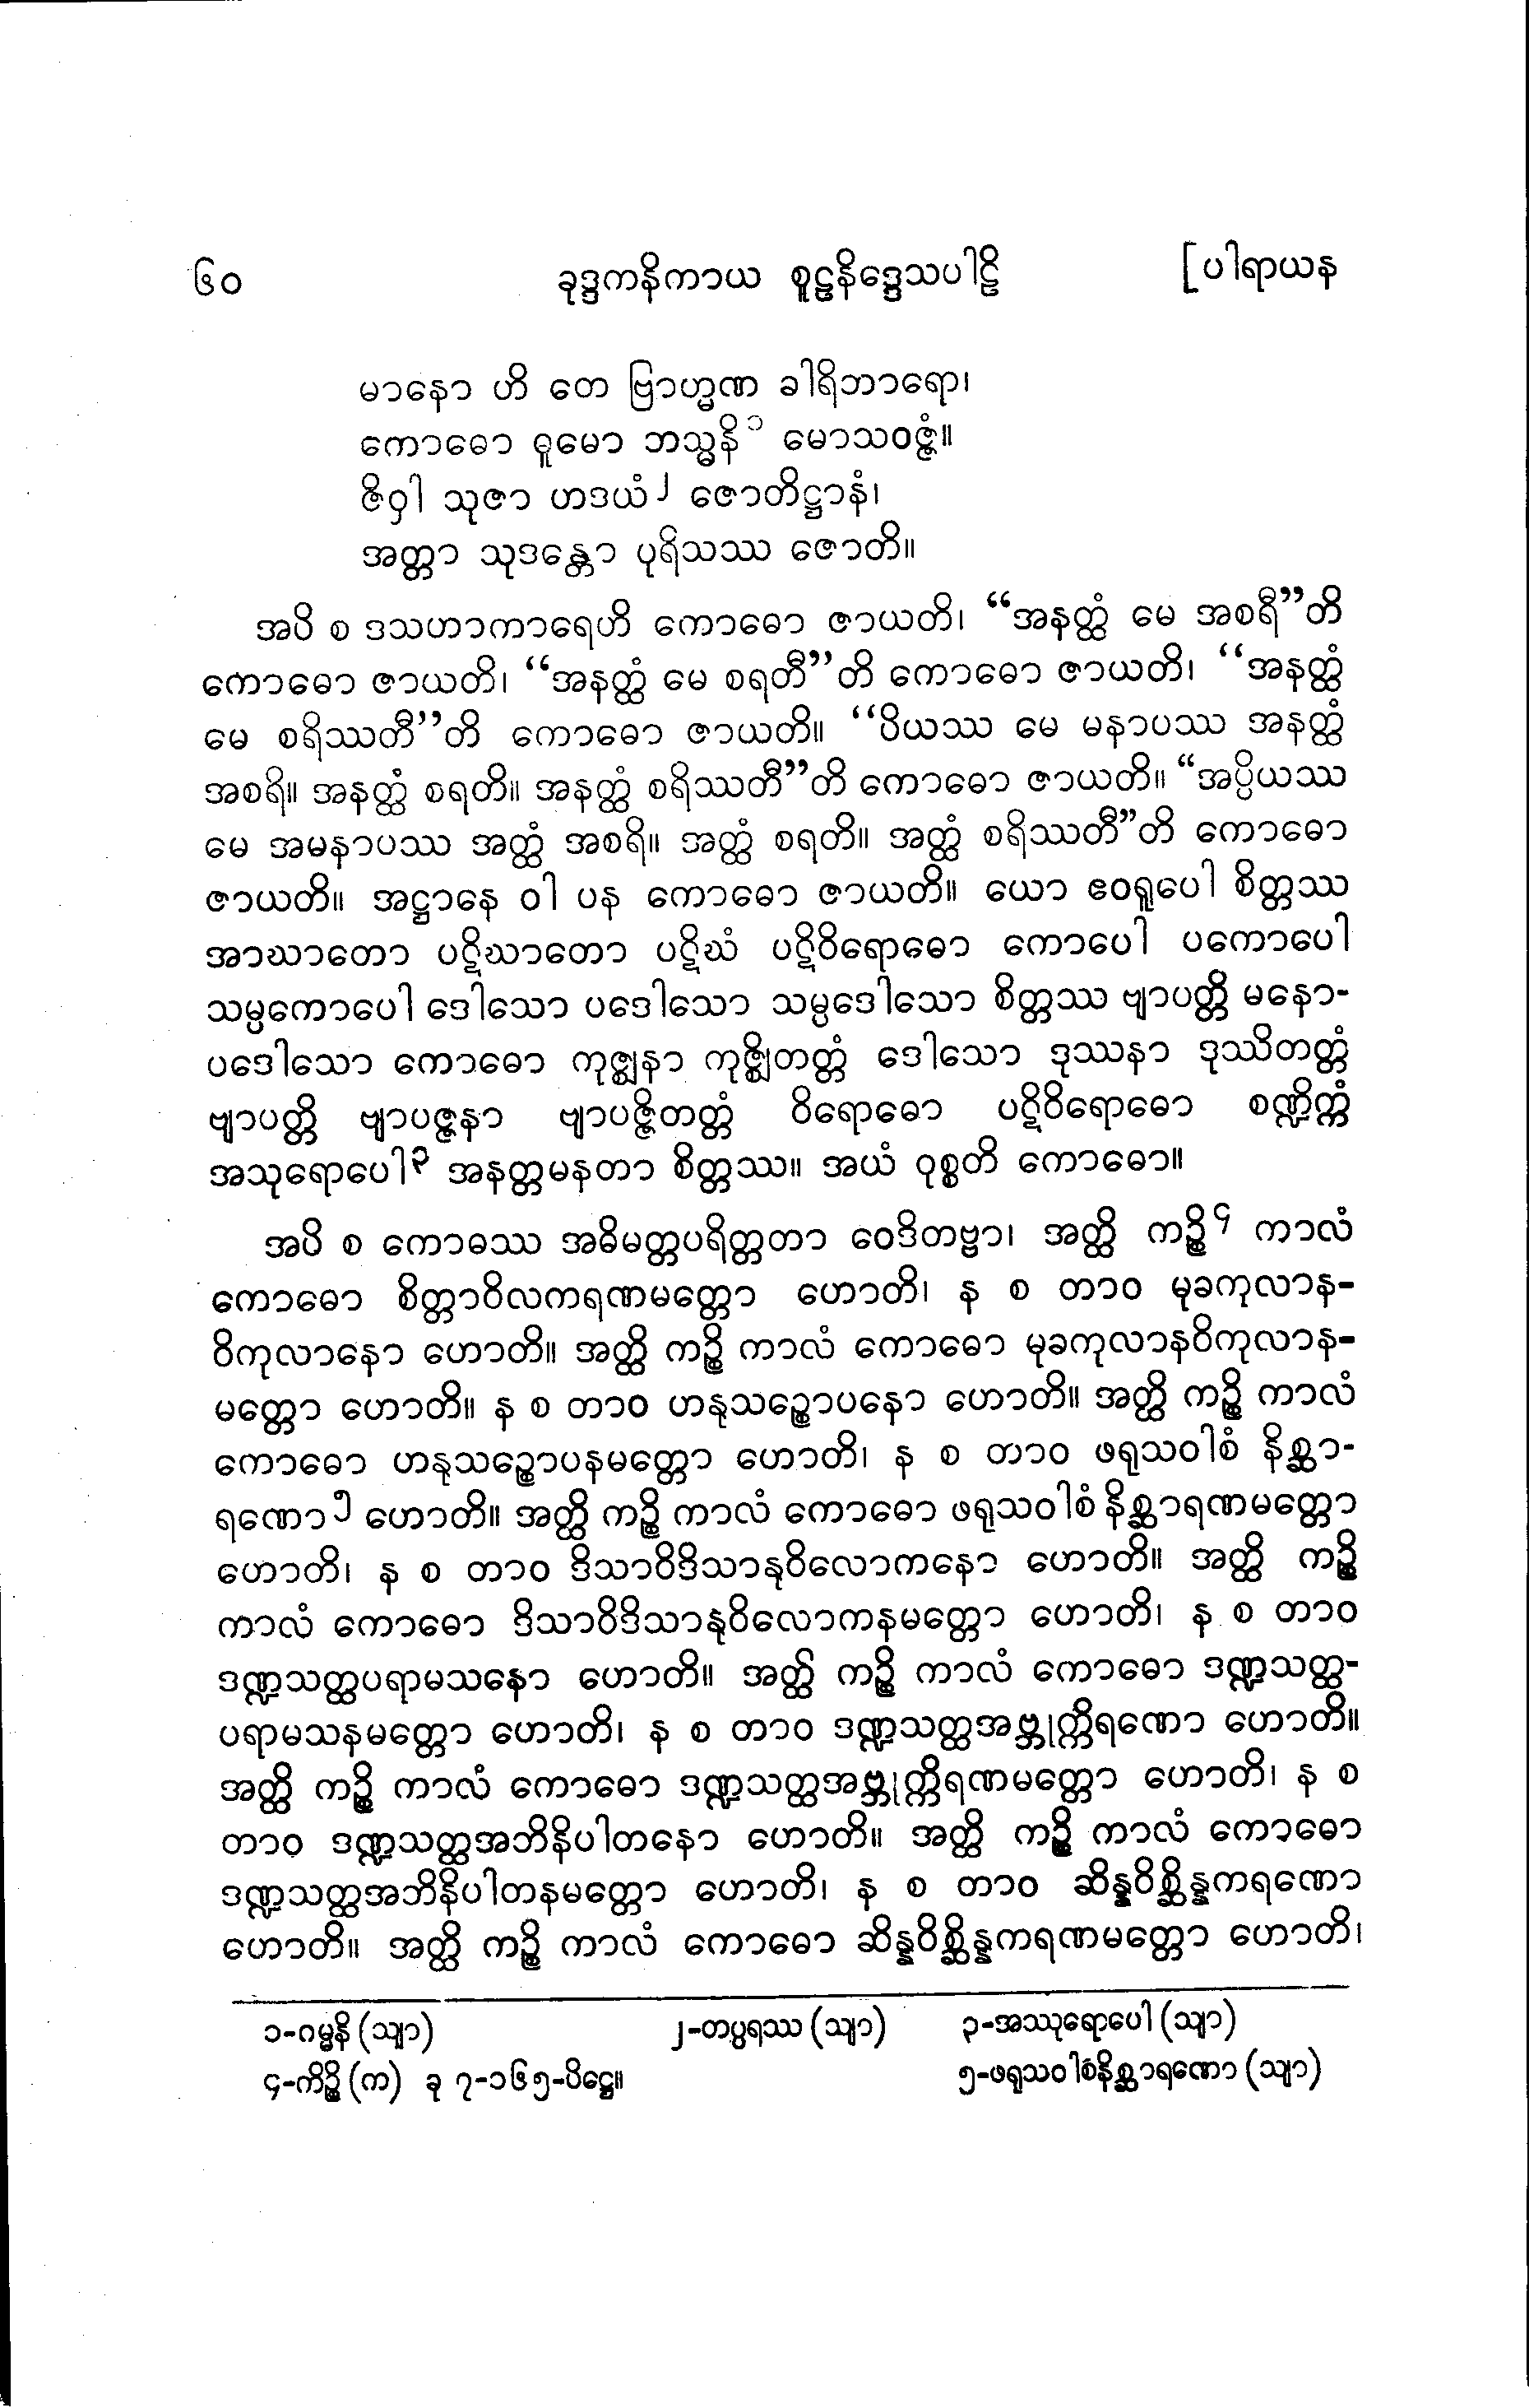 ၆၀ ခုဒ္ဒကနိကာယ စူဠနိဒ္ဒေသပါဠိ [ပါရာယန
မာနော ဟိ တေ ဗြာဟ္မဏ ခါရိဘာရော၊
ကောဓော ဓူမော ဘသ္မနိ ၁ မောသဝဇ္ဇံ။
ဇိဝှါ သုဇာ ဟဒယံ ၂ ဇောတိဋ္ဌာနံ၊
အတ္တာ သုဒန္တော ပုရိသဿ ဇောတိ။
အပိ စ ဒသဟာကာရေဟိ ကောဓော ဇာယတိ၊ “အနတ္ထံ မေ အစရီ”တိ
ကောဓော ဇာယတိ၊ “အနတ္ထံ မေ စရတီ”တိ ကောဓော ဇာယတိ၊ “အနတ္ထံ
မေ စရိဿတီ”တိ ကောဓော ဇာယတိ။ “ပိယဿ မေ မနာပဿ အနတ္ထံ
အစရိ။ အနတ္ထံ စရတိ။ အနတ္ထံ စရိဿတီ”တိ ကောဓော ဇာယတိ။ “အပ္ပိယဿ
မေ အမနာပဿ အတ္ထံ အစရိ။ အတ္ထံ စရတိ။ အတ္ထံ စရိဿတီ”တိ ကောဓော
ဇာယတိ။ အဋ္ဌာနေ ဝါ ပန ကောဓော ဇာယတိ။ ယော ဧဝရူပေါ စိတ္တဿ
အာဃာတော ပဋိဃာတော ပဋိဃံ ပဋိဝိရောဓော ကောပေါ ပကောပေါ
သမ္ပကောပေါ ဒေါသော ပဒေါသော သမ္ပဒေါသော စိတ္တဿ ဗျာပတ္တိ မနော-
ပဒေါသော ကောဓော ကုဇ္ဈနာ ကုဇ္ဈိတတ္တံ ဒေါသော ဒုဿနာ ဒုဿိတတ္တံ
ဗျာပတ္တိ ဗျာပဇ္ဇနာ ဗျာပဇ္ဇိတတ္တံ ဝိရောဓော ပဋိဝိရောဓော စဏ္ဍိက္ကံ
အသုရောပေါ ၃ အနတ္တမနတာ စိတ္တဿ။ အယံ ဝုစ္စတိ ကောဓော။
အပိ စ ကောဓဿ အဓိမတ္တပရိတ္တတာ ဝေဒိတဗ္ဗာ၊ အတ္ထိ ကဉ္စိ ၄ ကာလံ
ကောဓော စိတ္တာဝိလကရဏမတ္တော ဟောတိ၊ န စ တာဝ မုခကုလာန-
ဝိကုလာနော ဟောတိ။ အတ္ထိ ကဉ္စိ ကာလံ ကောဓော မုခကုလာနဝိကုလာန-
မတ္တော ဟောတိ။ န စ တာဝ ဟနုသဉ္စောပနော ဟောတိ။ အတ္ထိ ကဉ္စိ ကာလံ
ကောဓော ဟနုသဉ္စောပနမတ္တော ဟောတိ၊ န စ တာဝ ဖရုသဝါစံ နိစ္ဆာ-
ရဏော ၅ ဟောတိ။ အတ္ထိ ကဉ္စိ ကာလံ ကောဓော ဖရုသဝါစံ နိစ္ဆာရဏမတ္တော
ဟောတိ၊ န စ တာဝ ဒိသာဝိဒိသာနုဝိလောကနော ဟောတိ။ အတ္ထိ ကဉ္စိ
ကာလံ ကောဓော ဒိသာဝိဒိသာနုဝိလောကနမတ္တော ဟောတိ၊ န စ တာဝ
ဒဏ္ဍသတ္ထပရာမသနော ဟောတိ။ အတ္ထိ ကဉ္စိ ကာလံ ကောဓော ဒဏ္ဍသတ္ထ-
ပရာမသနမတ္တော ဟောတိ၊ န စ တာဝ ဒဏ္ဍသတ္ထအဗ္ဘုက္ကိရဏော ဟောတိ။
အတ္ထိ ကဉ္စိ ကာလံ ကောဓော ဒဏ္ဍသတ္ထအဗ္ဘုက္ကိရဏမတ္တော ဟောတိ၊ န စ
တာဝ ဒဏ္ဍသတ္ထအဘိနိပါတနော ဟောတိ။ အတ္ထိ ကဉ္စိ ကာလံ ကောဓော
ဒဏ္ဍသတ္ထအဘိနိပါတနမတ္တော ဟောတိ၊ န စ တာဝ ဆိန္နဝိစ္ဆိန္နကရဏော
ဟောတိ။ အတ္ထိ ကဉ္စိ ကာလံ ကောဓော ဆိန္နဝိစ္ဆိန္နကရဏမတ္တော ဟောတိ၊
၁-ဂမ္မနိ (သျာ) ၂-တပ္ပရဿ (သျာ) ၃-အဿုရောပေါ (သျာ)
၄-ကိဉ္စိ (က) ခု ၇-၁၆၅-ပိဋ္ဌေ။ ၅-ဖရုသဝါစံနိစ္ဆာရဏော (သျာ)